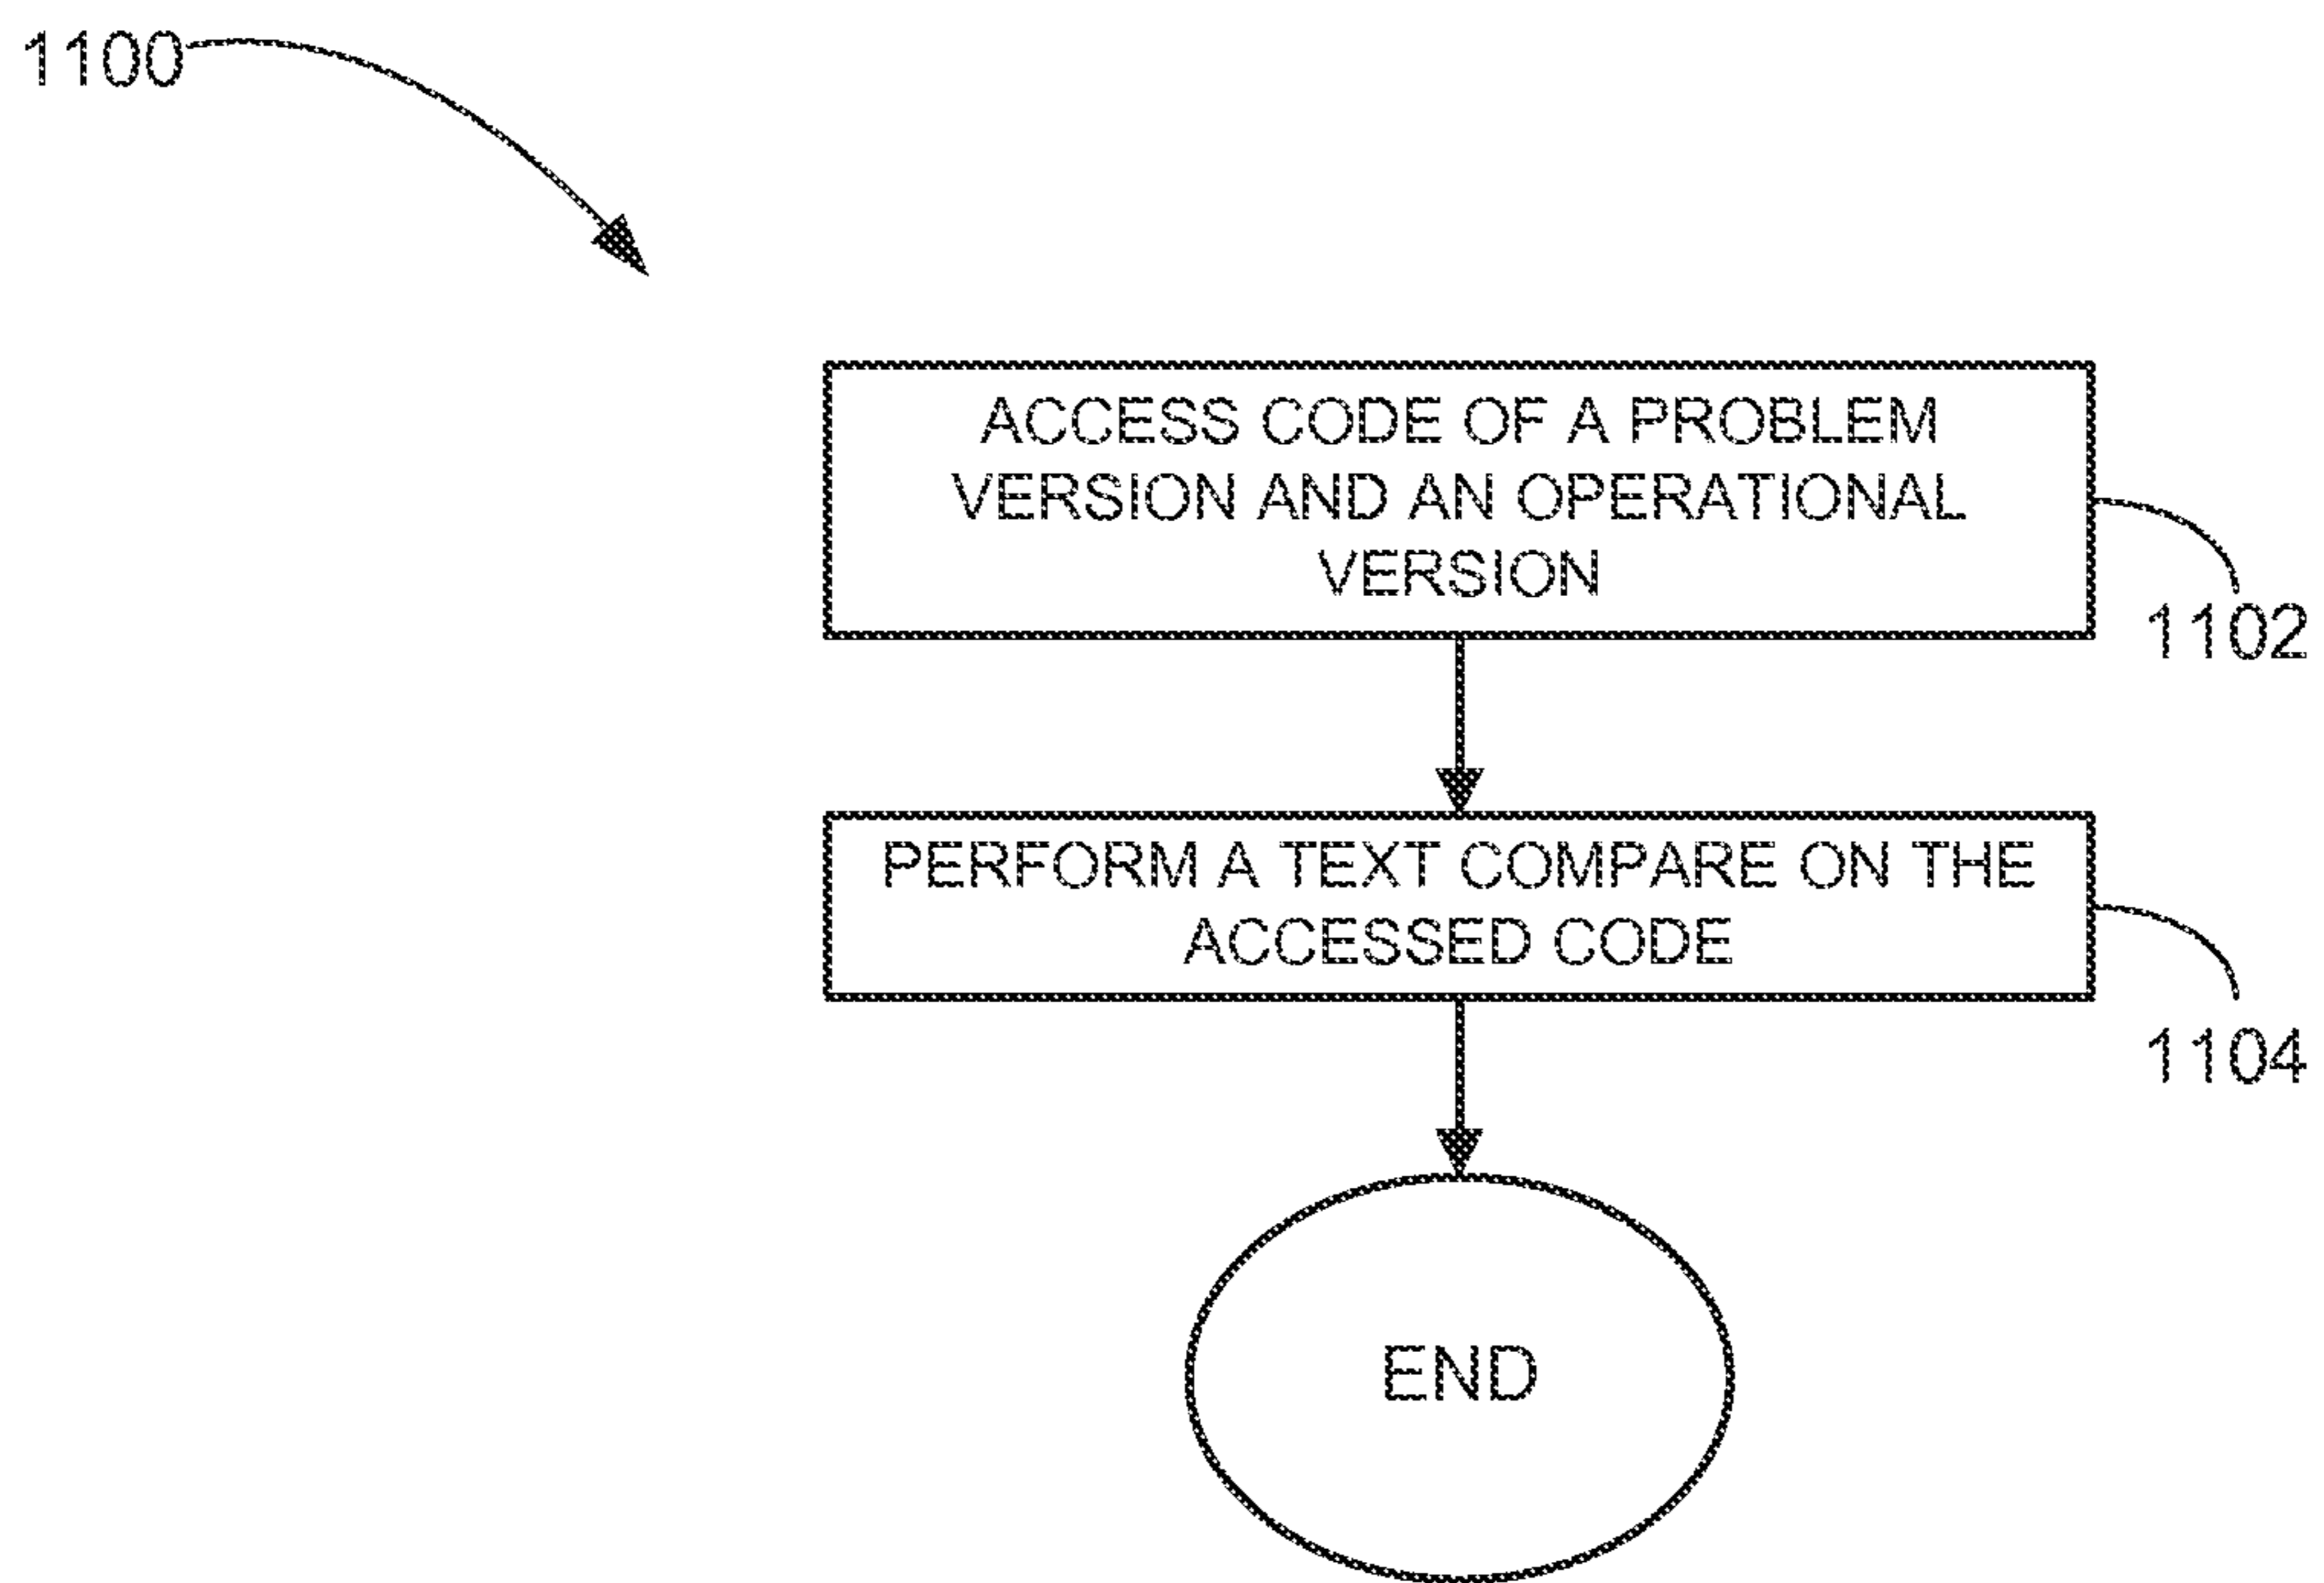 1100
ACCESS CODE OF A PROBLEM
VERSION AND AN OPERATIONAL
VERSION
1102
PERFORM A TEXT COMPARE ON THE
ACCESSED CODE
1104
END